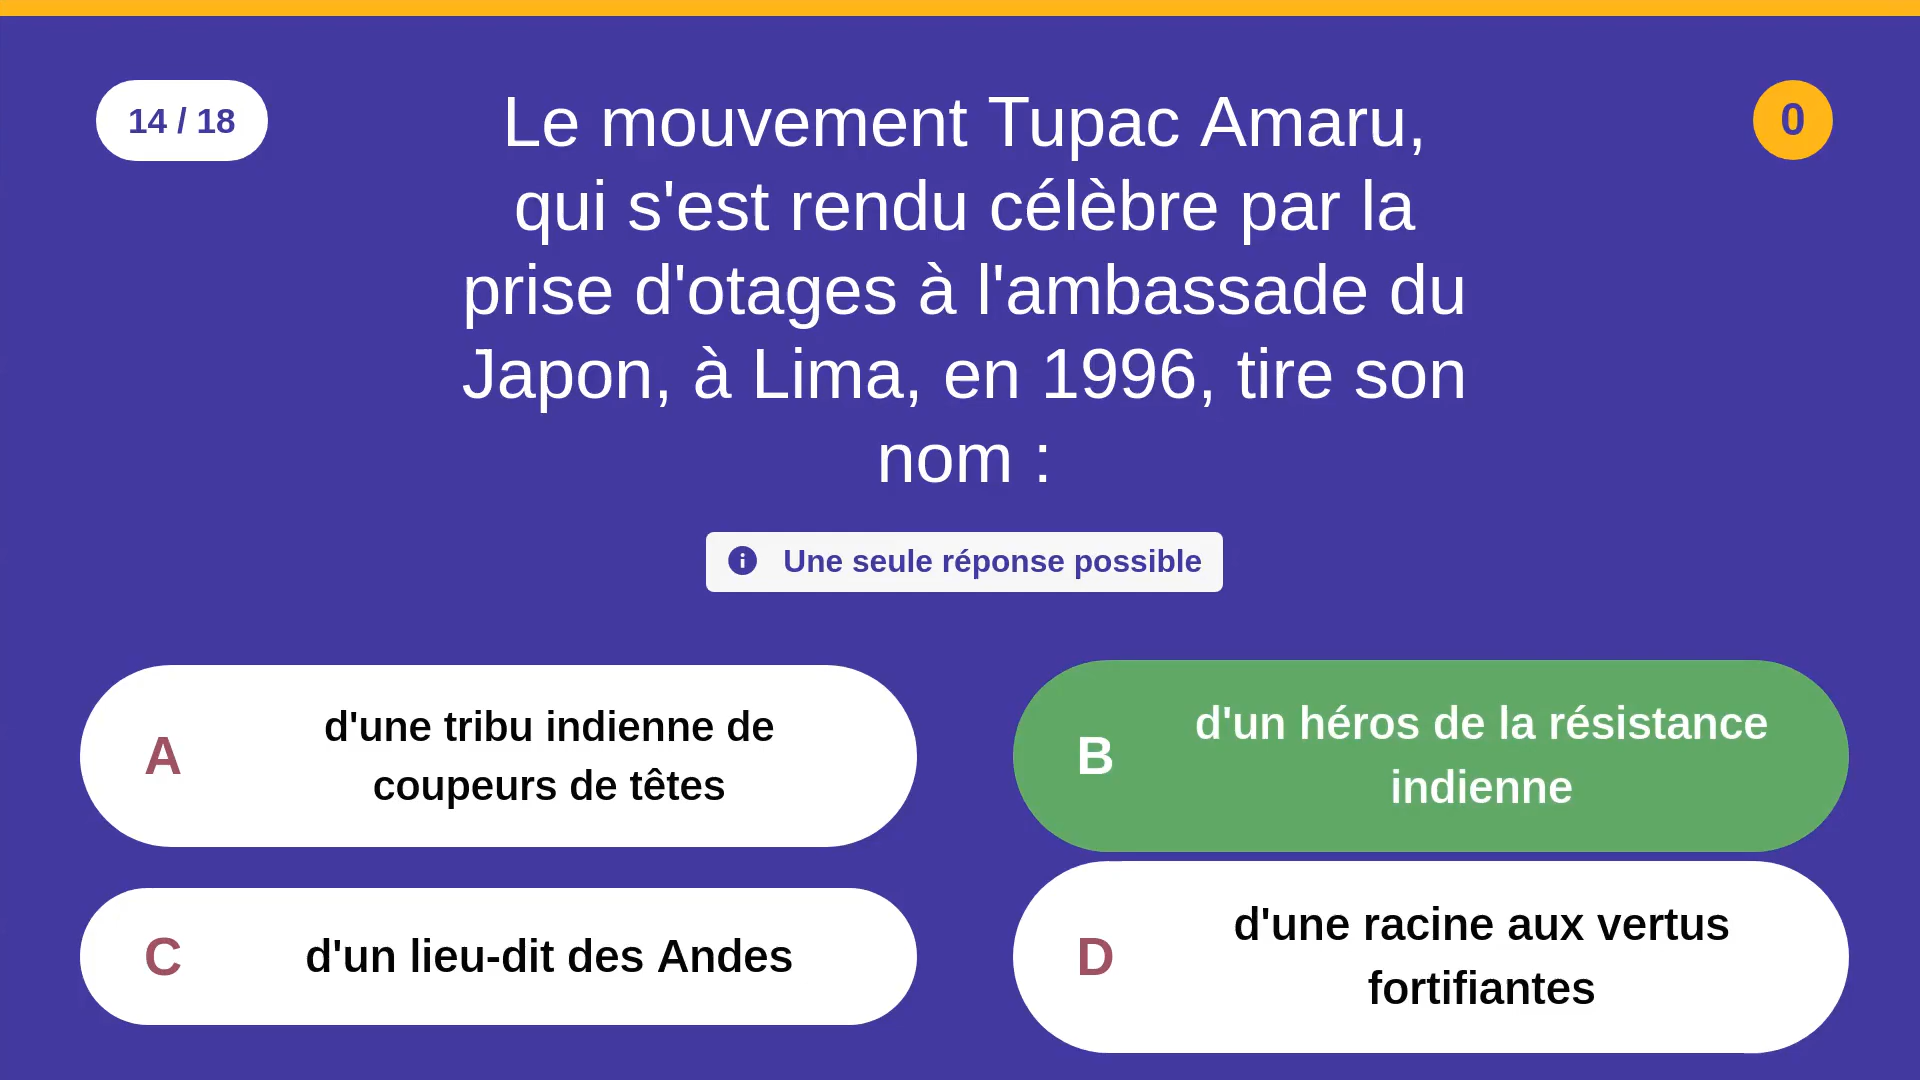 14 / 18
Le mouvement Tupac Amaru,
qui s'est rendu célèbre par la
prise d'otages à l'ambassade du
Japon, à Lima, en 1996, tire son
nom :
0
Une seule réponse possible
A
d'une tribu indienne de
coupeurs de têtes
B
d'un héros de la résistance
indienne
C
d'un lieu-dit des Andes
D
d'une racine aux vertus
fortifiantes